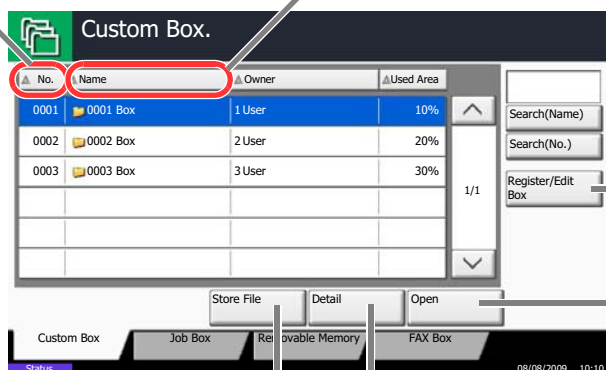 Custom Box.
No. Name Owner Used Area
0001 0001 Box 1 User 10%
0002 0002 Box 2 User 20%
0003 0003 Box 3 User 30%
1/1
Search(Name)
Search(No.)
Register/Edit
Box
Store File Detail Open
Custom Box Job Box Removable Memory FAX Box
Status 08/08/2009 10:10